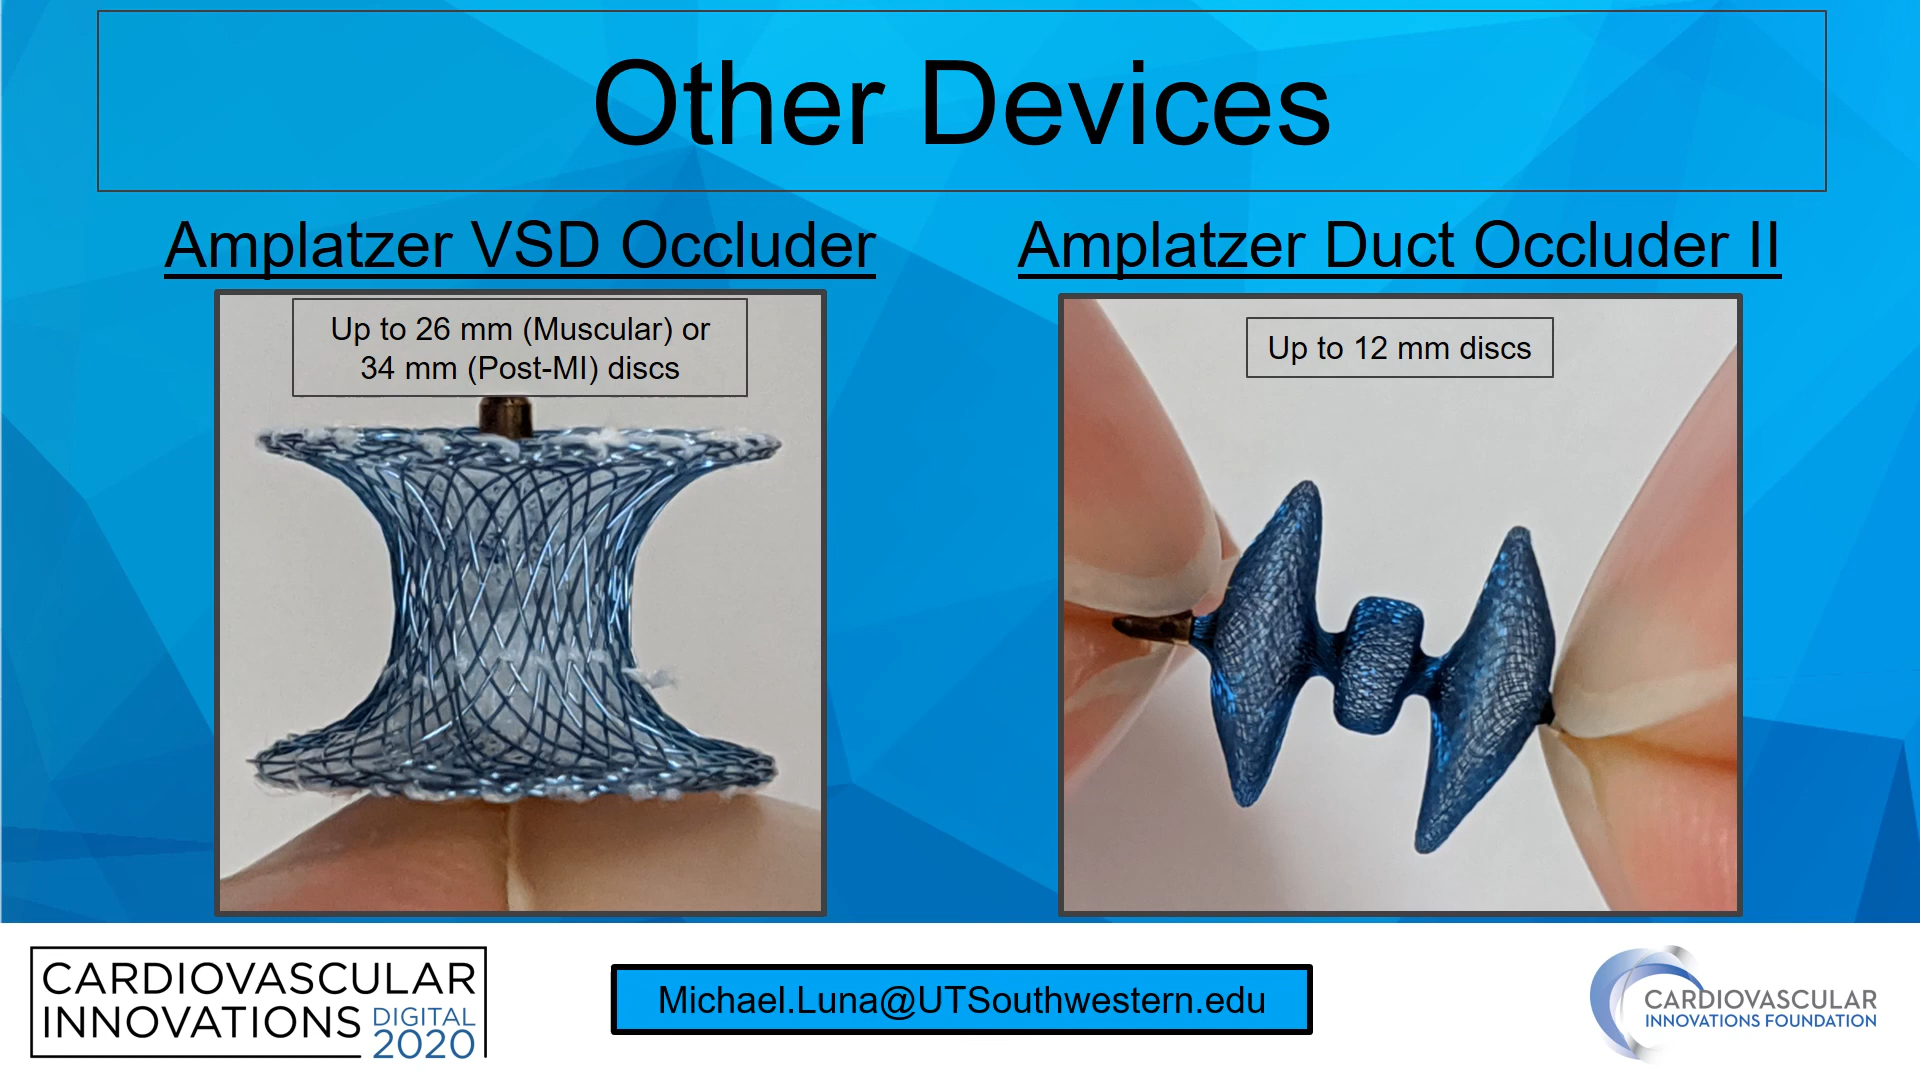 Other Devices
Amplatzer VSD Occluder
Up to 26 mm (Muscular) or
34 mm (Post-MI) discs
Amplatzer Duct Occluder II
Up to 12 mm discs
CARDIOVASCULAR
INNOVATIONS DIGITAL
2020
Michael.Luna@UTSouthwestern.edu
CARDIOVASCULAR
INNOVATIONS FOUNDATION